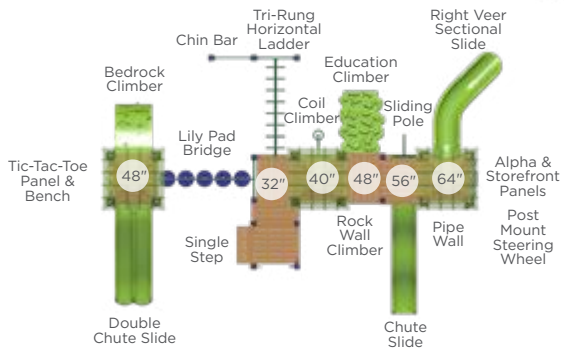 Tri-Rung
Horizontal
Ladder
Right Veer
Sectional
Slide
Chin Bar
Education
Climber
Bedrock
Climber
Coil
Climber
Sliding
Pole
Lily Pad
Bridge
Tic-Tac-Toe
Panel &
Bench
48"
32"
40"
48"
56"
64"
Alpha &
Storefront
Panels
Single
Step
Rock
Wall
Climber
Pipe
Wall
Post
Mount
Steering
Wheel
Double
Chute Slide
Chute
Slide